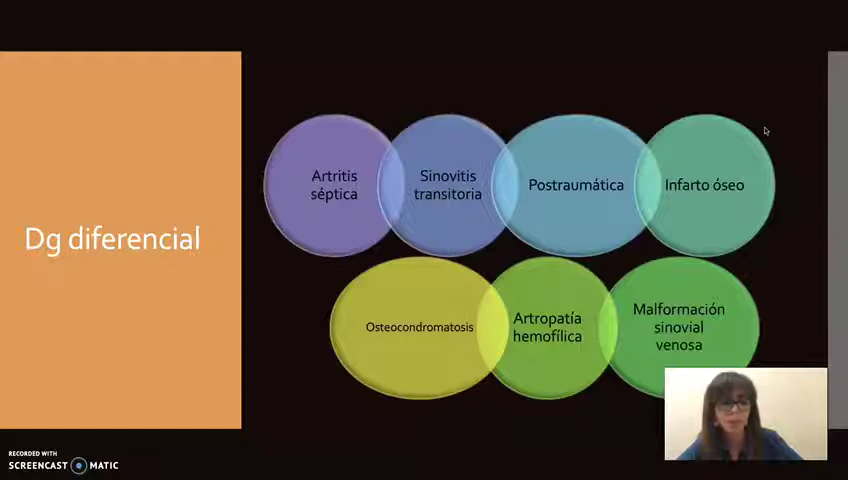 Dg diferencial
Artritis
séptica
Sinovitis
transitoria
Postraumática
Infarto óseo
Osteocondromatosis
Artropatía
hemofílica
Malformación
sinovial
venosa
RECORDED WITH
SCREENCAST MATIC